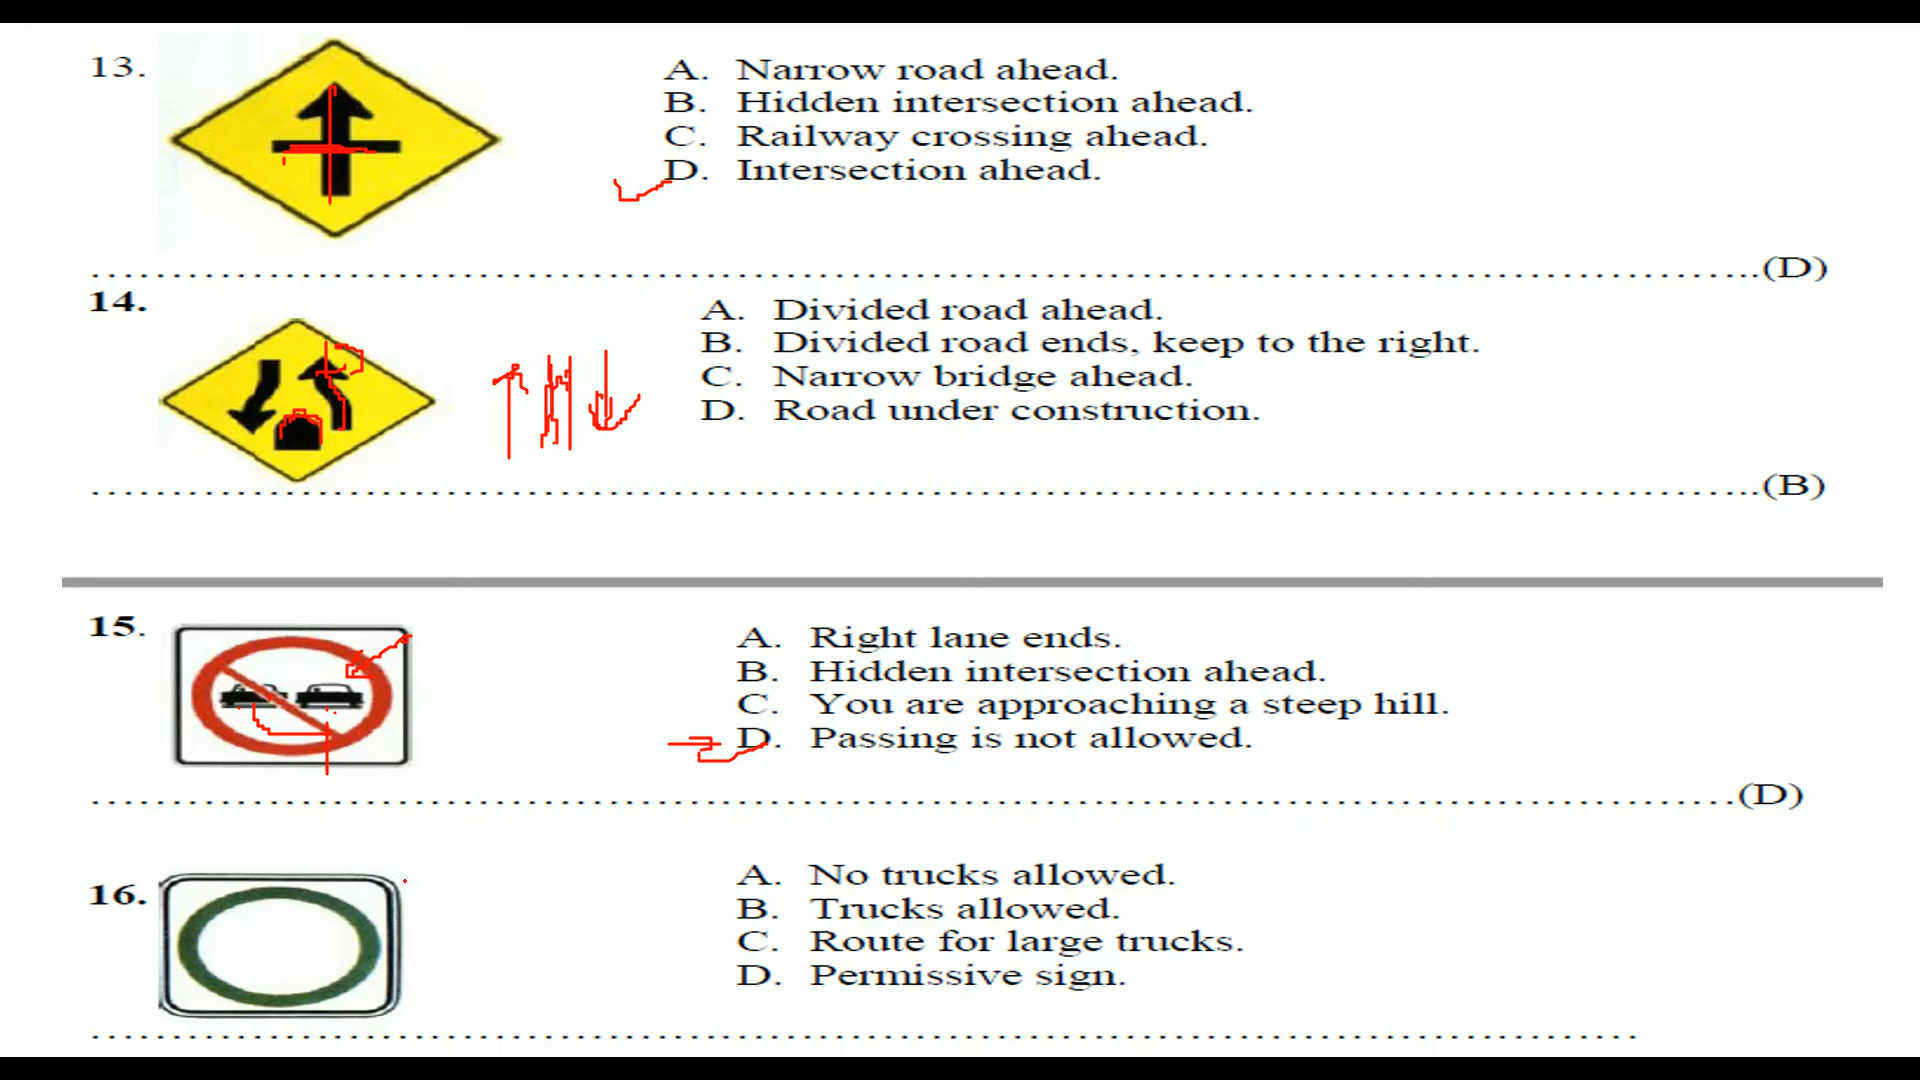 13.
A. Narrow road ahead.
B. Hidden intersection ahead.
C. Railway crossing ahead.
D. Intersection ahead.
....................................................................................................(D)
14.
A. Divided road ahead.
B. Divided road ends, keep to the right.
C. Narrow bridge ahead.
D. Road under construction.
....................................................................................................(B)
15.
A. Right lane ends.
B. Hidden intersection ahead.
C. You are approaching a steep hill.
D. Passing is not allowed.
....................................................................................................(D)
16.
A. No trucks allowed.
B. Trucks allowed.
C. Route for large trucks.
D. Permissive sign.
....................................................................................................